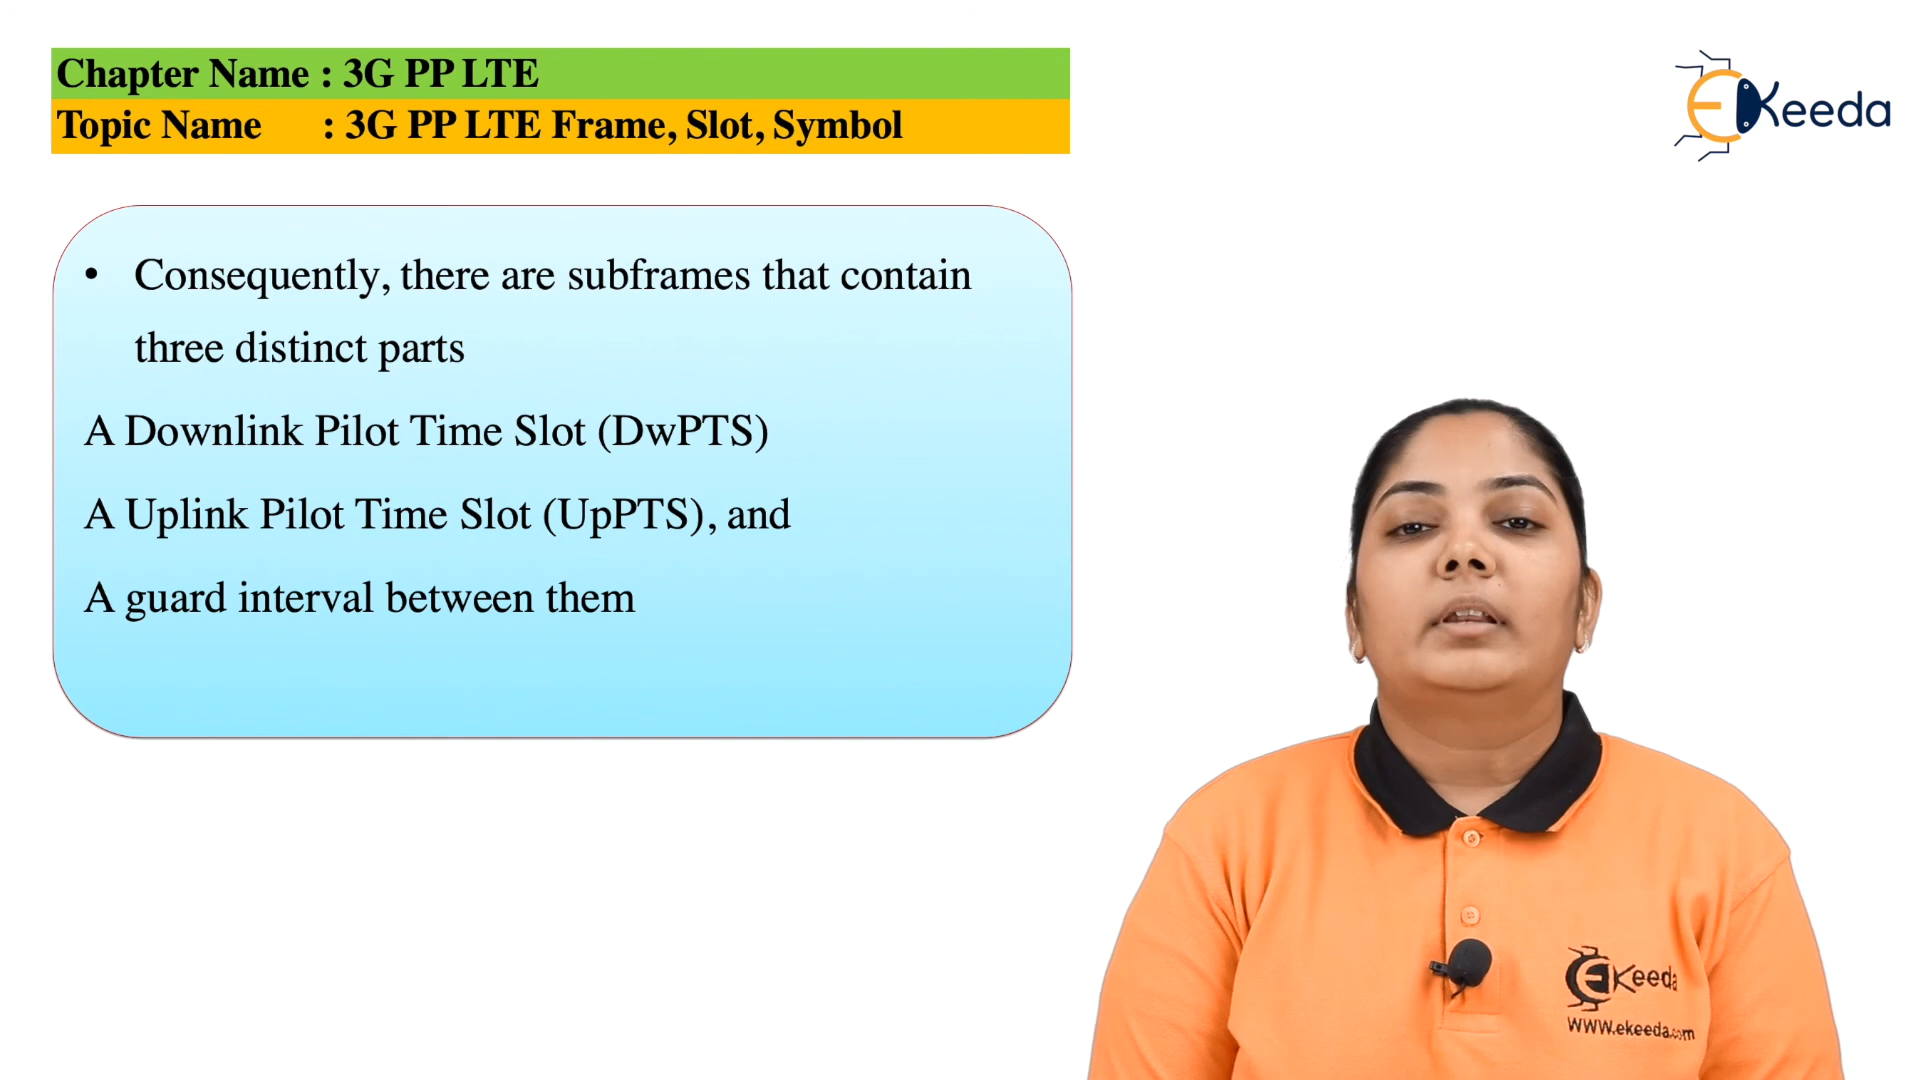 Chapter Name : 3G PP LTE
Topic Name : 3G PP LTE Frame, Slot, Symbol
EKeeda
• Consequently, there are subframes that contain
three distinct parts
A Downlink Pilot Time Slot (DwPTS)
A Uplink Pilot Time Slot (UpPTS), and
A guard interval between them
EKeeda
WWW.ekeeda.com